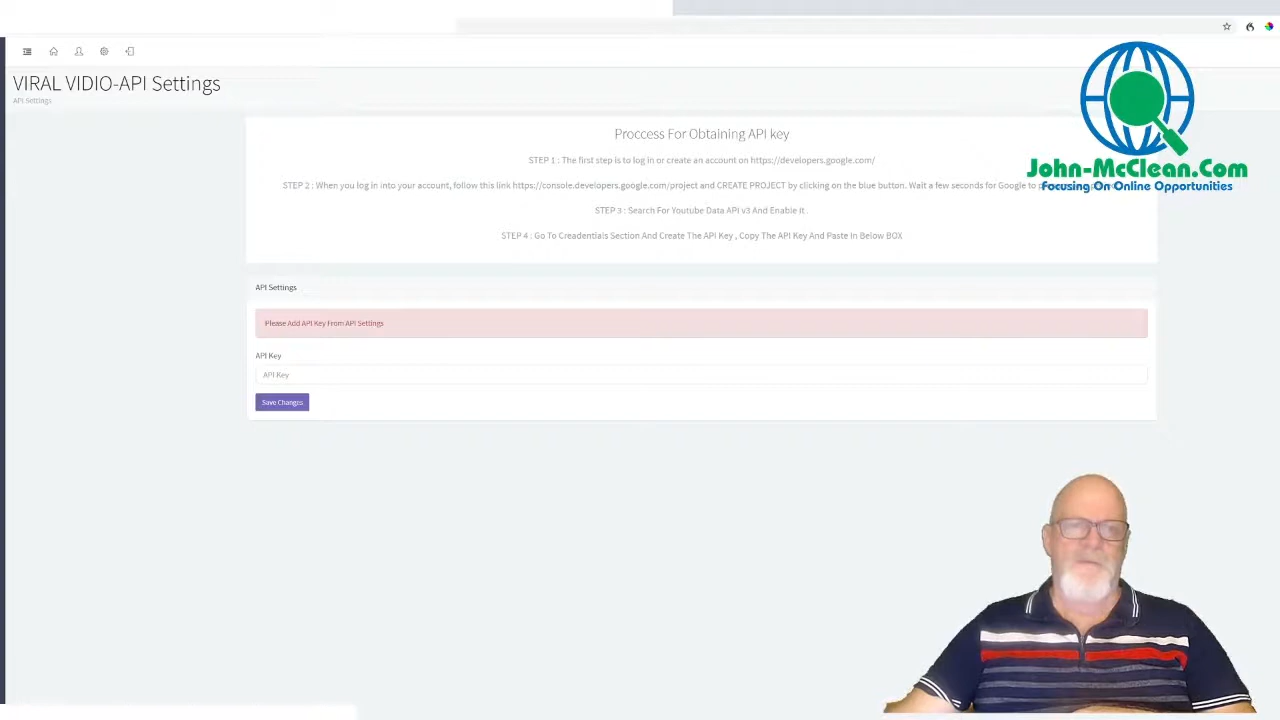 VIRAL VIDIO-API Settings
API Settings
Proccess For Obtaining API key
STEP 1 : The first step is to log in or create an account on https://developers.google.com/
STEP 2 : When you log in into your account, follow this link https://console.developers.google.com/project and CREATE PROJECT by clicking on the blue button. Wait a few seconds for Google to
STEP 3 : Search For Youtube Data API v3 And Enable It .
STEP 4 : Go To Creadentials Section And Create The API Key , Copy The API Key And Paste In Below BOX
John-McClean.Com
Focusing On Online Opportunities
API Settings
Please Add API Key From API Settings
API Key
API Key
Save Changes